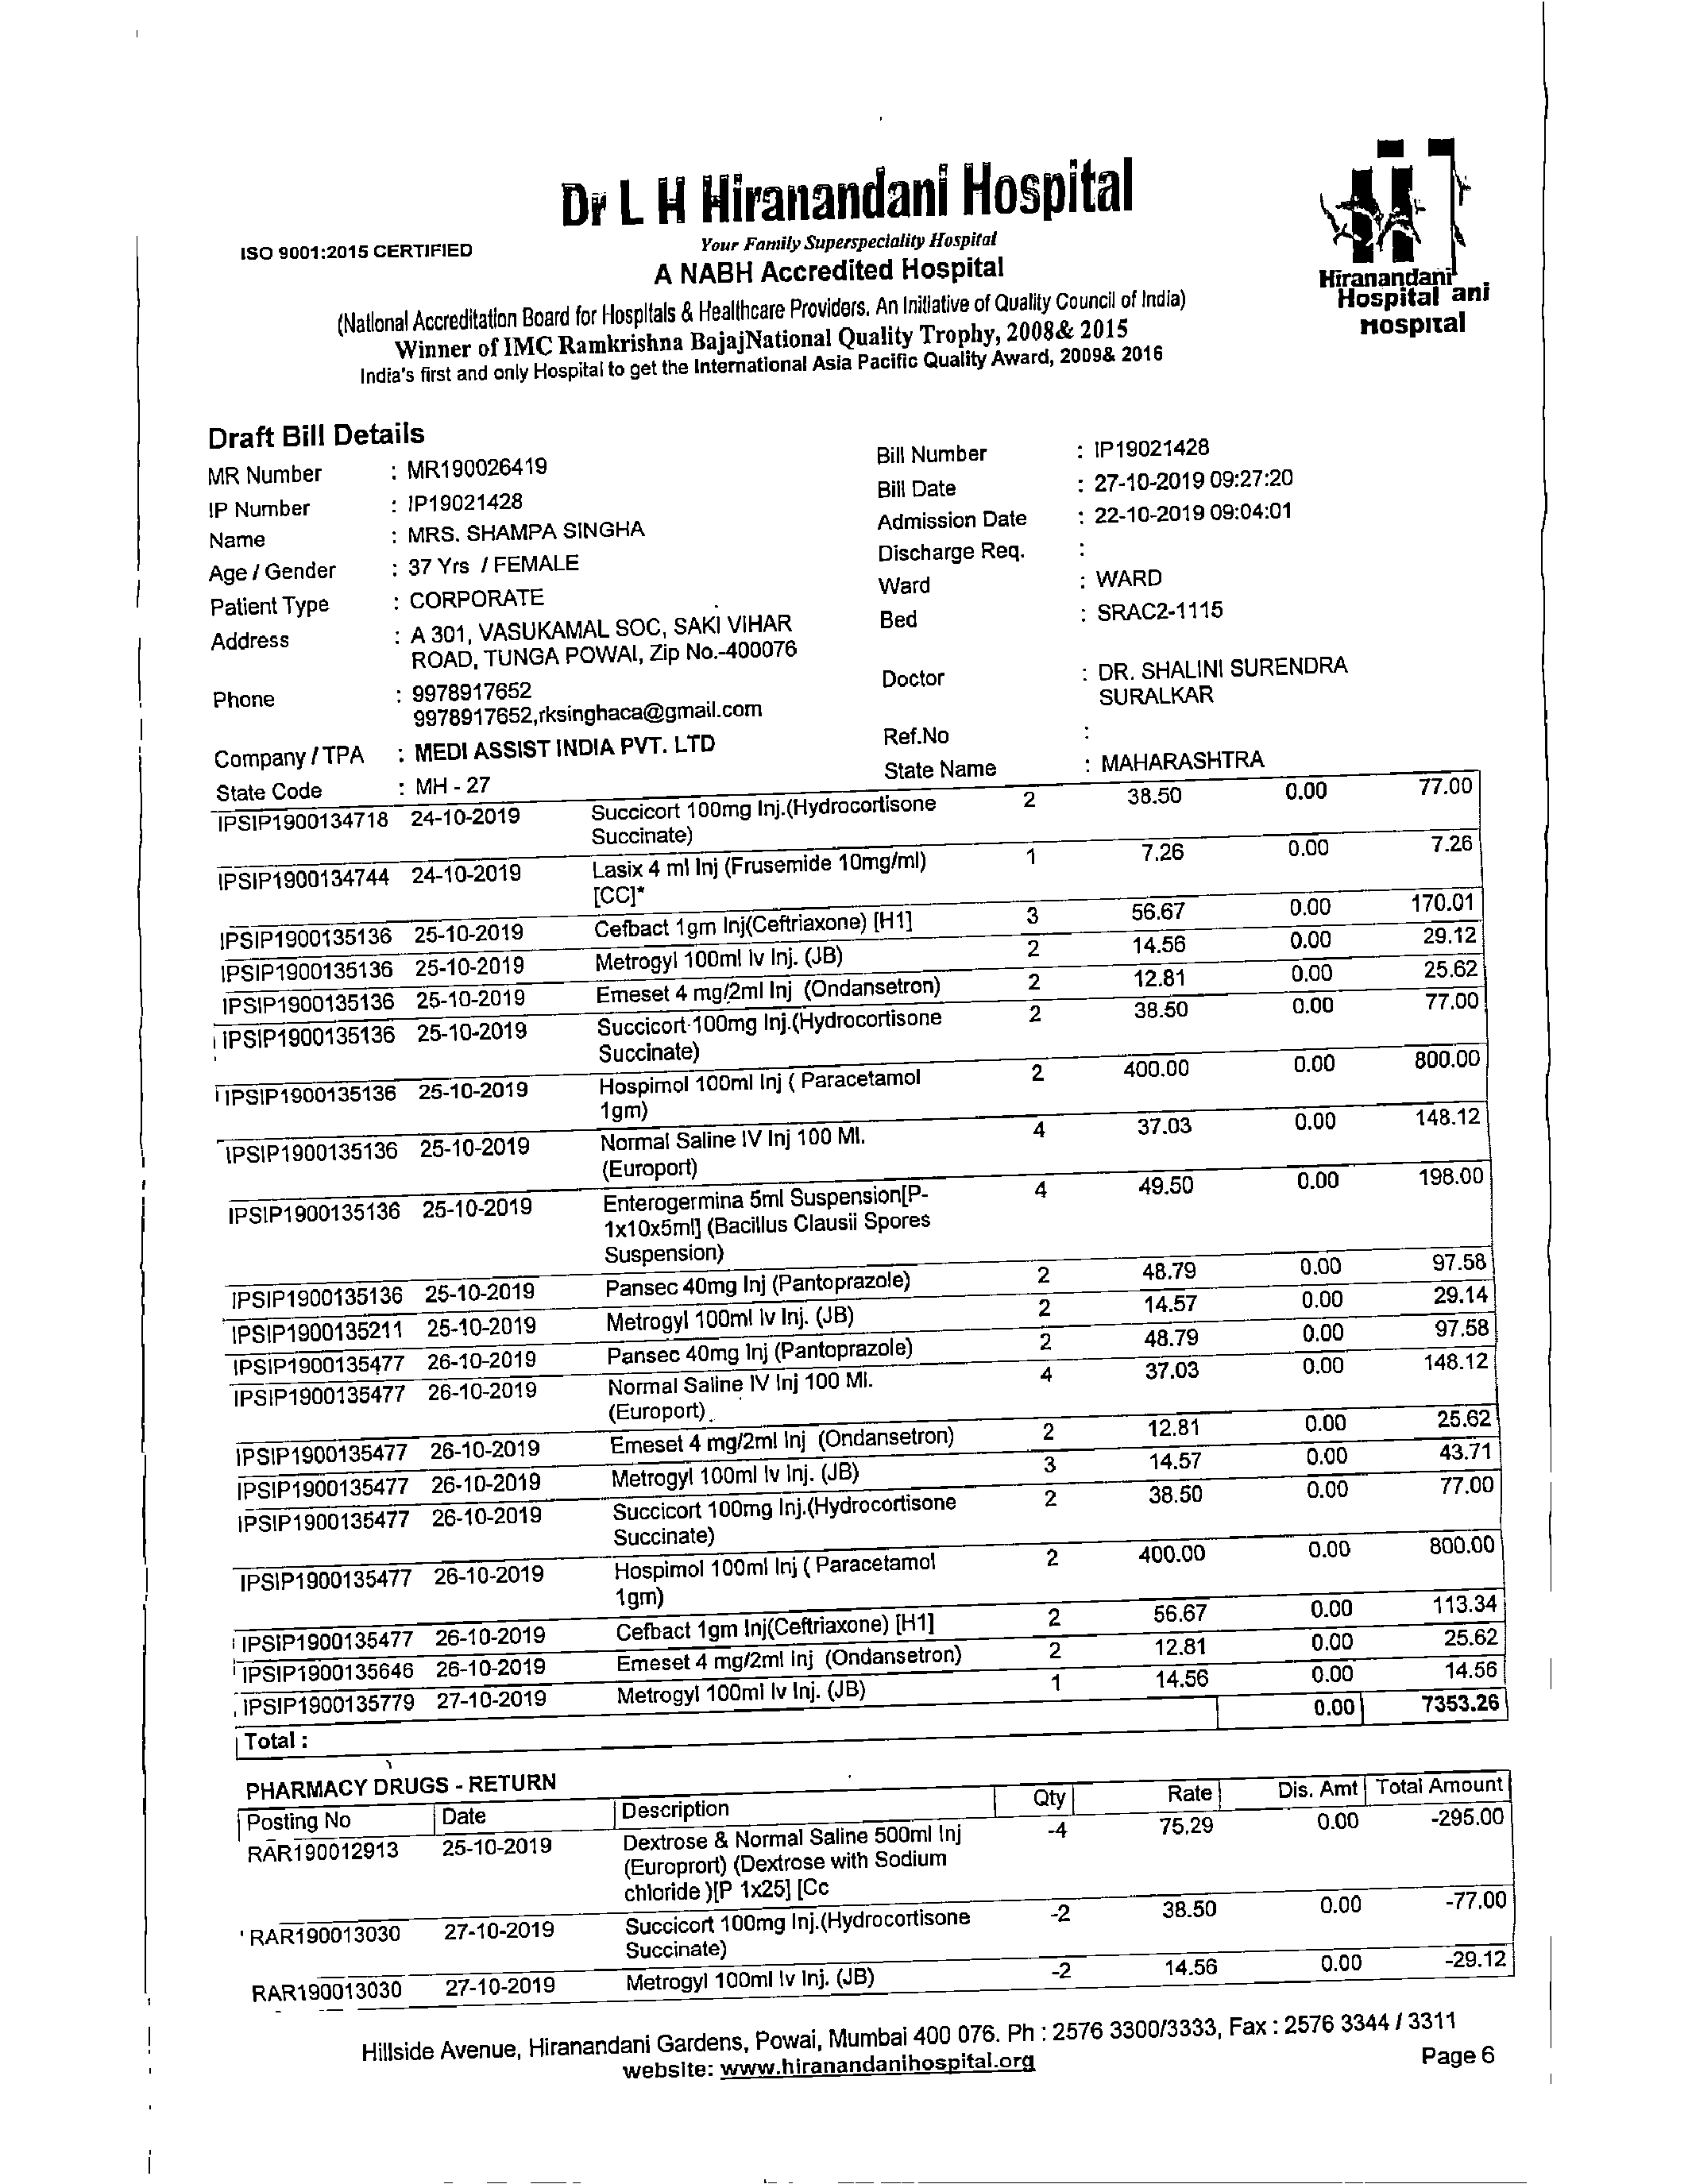 Dr L H Hiranandani Hospital
ISO 9001:2015 CERTIFIED
Your Family Superspeciality Hospital
A NABH Accredited Hospital
(National Accreditation Board for Hospitals & Healthcare Providers, An Initiative of Quality Council of India)
Winner of IMC Ramkrishna BajajNational Quality Trophy, 2008& 2015
India's first and only Hospital to get the International Asia Pacific Quality Award, 2009& 2016
Hiranandani
Hospital ani
Hospital
Draft Bill Details
MR Number : MR190026419 Bill Number : IP19021428
IP Number : IP19021428 Bill Date : 27-10-2019 09:27:20
Name : MRS. SHAMPA SINGHA Admission Date : 22-10-2019 09:04:01
Age / Gender : 37 Yrs / FEMALE Discharge Req. :
Patient Type : CORPORATE Ward : WARD
Address : A 301, VASUKAMAL SOC, SAKI VIHAR Bed : SRAC2-1115
ROAD, TUNGA POWAI, Zip No.-400076
Phone : 9978917652 Doctor : DR. SHALINI SURENDRA
9978917652,rksinghaca@gmail.com SURALKAR
Company / TPA : MEDI ASSIST INDIA PVT. LTD Ref.No :
State Code : MH - 27 State Name : MAHARASHTRA
IPSIP1900134718 24-10-2019 Succicort 100mg Inj.(Hydrocortisone 2 38.50 0.00 77.00
Succinate)
IPSIP1900134744 24-10-2019 Lasix 4 ml Inj (Frusemide 10mg/ml) 1 7.26 0.00 7.26
[CC]*
IPSIP1900135136 25-10-2019 Cefbact 1gm Inj(Ceftriaxone) [H1] 3 56.67 0.00 170.01
IPSIP1900135136 25-10-2019 Metrogyl 100ml Iv Inj. (JB) 2 14.56 0.00 29.12
IPSIP1900135136 25-10-2019 Emeset 4 mg/2ml Inj (Ondansetron) 2 12.81 0.00 25.62
IPSIP1900135136 25-10-2019 Succicort 100mg Inj.(Hydrocortisone 2 38.50 0.00 77.00
Succinate)
IPSIP1900135136 25-10-2019 Hospimol 100ml Inj ( Paracetamol 2 400.00 0.00 800.00
1gm)
IPSIP1900135136 25-10-2019 Normal Saline IV Inj 100 Ml. 4 37.03 0.00 148.12
(Europort)
IPSIP1900135136 25-10-2019 Enterogermina 5ml Suspension[P- 4 49.50 0.00 198.00
1x10x5ml] (Bacillus Clausii Spores
Suspension)
IPSIP1900135136 25-10-2019 Pansec 40mg Inj (Pantoprazole) 2 48.79 0.00 97.58
IPSIP1900135211 25-10-2019 Metrogyl 100ml Iv Inj. (JB) 2 14.57 0.00 29.14
IPSIP1900135477 26-10-2019 Pansec 40mg Inj (Pantoprazole) 2 48.79 0.00 97.58
IPSIP1900135477 26-10-2019 Normal Saline IV Inj 100 Ml. 4 37.03 0.00 148.12
(Europort)
IPSIP1900135477 26-10-2019 Emeset 4 mg/2ml Inj (Ondansetron) 2 12.81 0.00 25.62
IPSIP1900135477 26-10-2019 Metrogyl 100ml Iv Inj. (JB) 3 14.57 0.00 43.71
IPSIP1900135477 26-10-2019 Succicort 100mg Inj.(Hydrocortisone 2 38.50 0.00 77.00
Succinate)
IPSIP1900135477 26-10-2019 Hospimol 100ml Inj ( Paracetamol 2 400.00 0.00 800.00
1gm)
IPSIP1900135477 26-10-2019 Cefbact 1gm Inj(Ceftriaxone) [H1] 2 56.67 0.00 113.34
IPSIP1900135646 26-10-2019 Emeset 4 mg/2ml Inj (Ondansetron) 2 12.81 0.00 25.62
IPSIP1900135779 27-10-2019 Metrogyl 100ml Iv Inj. (JB) 1 14.56 0.00 14.56
Total : 0.00 7353.26
PHARMACY DRUGS - RETURN
Posting No Date Description Qty Rate Dis. Amt Total Amount
RAR190012913 25-10-2019 Dextrose & Normal Saline 500ml Inj -4 75.29 0.00 -295.00
(Europrort) (Dextrose with Sodium
chloride )[P 1x25] [Cc
RAR190013030 27-10-2019 Succicort 100mg Inj.(Hydrocortisone -2 38.50 0.00 -77.00
Succinate)
RAR190013030 27-10-2019 Metrogyl 100ml Iv Inj. (JB) -2 14.56 0.00 -29.12
Hillside Avenue, Hiranandani Gardens, Powai, Mumbai 400 076. Ph : 2576 3300/3333, Fax : 2576 3344 / 3311
website: www.hiranandanihospital.org
Page 6